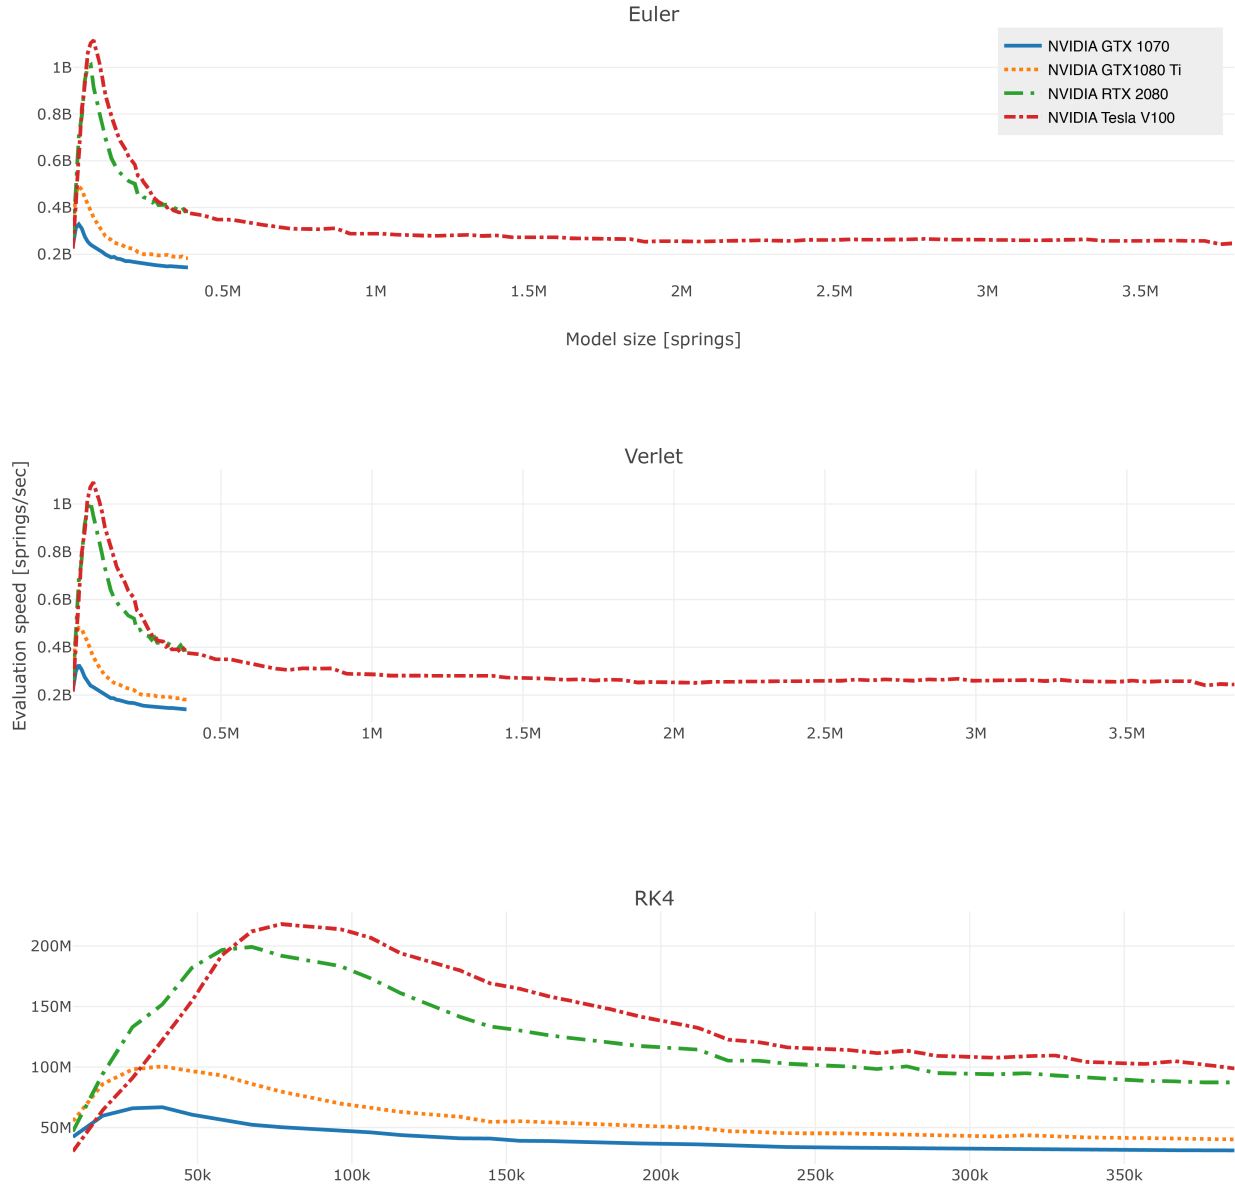 Euler
NVIDIA GTX 1070
NVIDIA GTX1080 Ti
NVIDIA RTX 2080
NVIDIA Tesla V100
1B
0.8B
0.6B
0.4B
0.2B
0.5M 1M 1.5M 2M 2.5M 3M 3.5M
Model size [springs]
Evaluation speed [springs/sec]
Verlet
1B
0.8B
0.6B
0.4B
0.2B
0.5M 1M 1.5M 2M 2.5M 3M 3.5M
RK4
200M
150M
100M
50M
50k 100k 150k 200k 250k 300k 350k